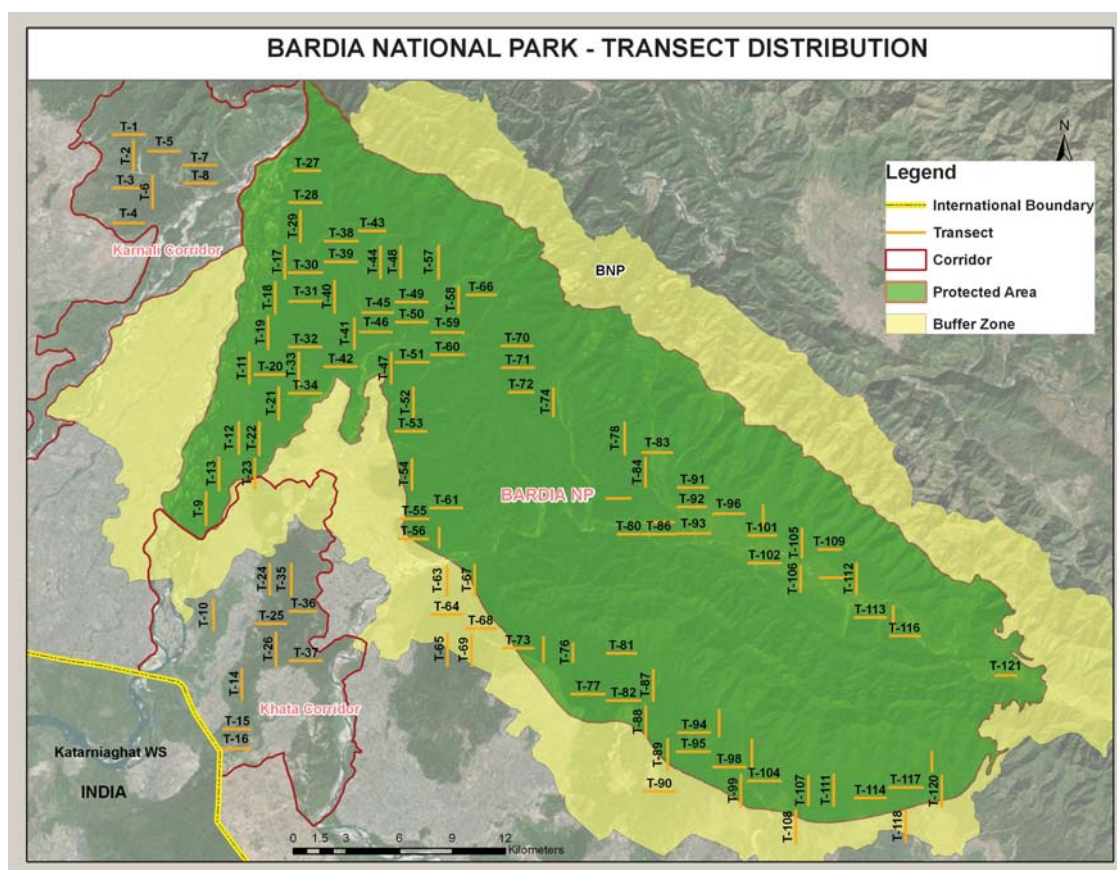 BARDIA NATIONAL PARK - TRANSECT DISTRIBUTION
N
Legend
International Boundary
Transect
Corridor
Protected Area
Buffer Zone
T-1
T-5
T-2
T-7
T-8
T-3
T-6
T-4
Karnali Corridor
T-27
T-28
T-29
T-43
T-38
T-39
T-17
T-30
T-44
T-48
T-57
BNP
T-18
T-31
T-40
T-49
T-58
T-66
T-45
T-50
T-19
T-41
T-46
T-59
T-32
T-60
T-70
T-11
T-20
T-33
T-42
T-47
T-51
T-71
T-34
T-72
T-21
T-52
T-74
T-53
T-12
T-22
T-78
T-83
T-13
T-23
T-54
T-84
T-91
T-9
T-61
BARDIA NP
T-92
T-96
T-55
T-56
T-80
T-86
T-93
T-101
T-105
T-109
T-102
T-24
T-35
T-63
T-67
T-106
T-112
T-10
T-36
T-64
T-113
T-25
T-68
T-116
T-26
T-37
T-65
T-69
T-73
T-76
T-81
T-121
T-14
T-77
T-82
T-87
Khata Corridor
T-15
T-88
T-94
T-16
T-89
T-95
Katarniaghat WS
T-98
T-104
T-90
T-99
T-107
T-111
T-114
T-117
T-120
INDIA
T-108
T-118
0 1.5 3 6 9 12
Kilometers